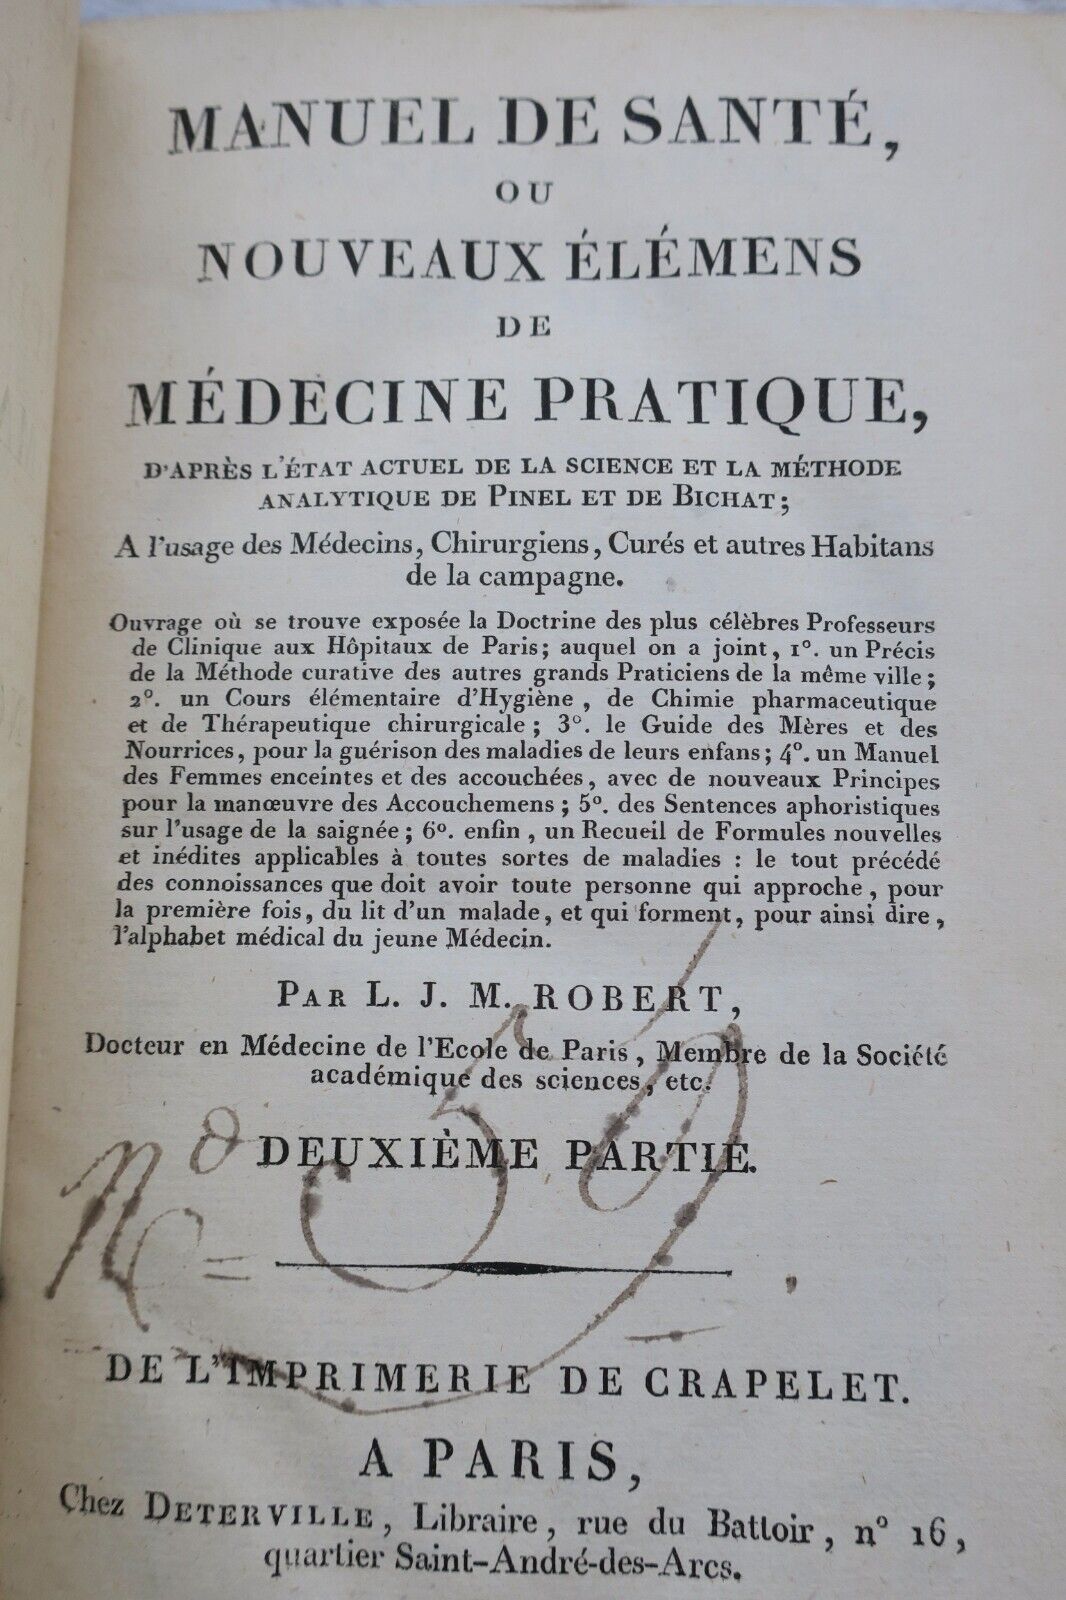 MANUEL DE SANTÉ,
OU
NOUVEAUX ÉLÉMENS
DE
MÉDECINE PRATIQUE,
D'APRÈS L'ÉTAT ACTUEL DE LA SCIENCE ET LA MÉTHODE
ANALYTIQUE DE PINEL ET DE BICHAT;
A l'usage des Médecins, Chirurgiens, Curés et autres Habitans
de la campagne.
Ouvrage où se trouve exposée la Doctrine des plus célèbres Professeurs
de Clinique aux Hôpitaux de Paris; auquel on a joint, 1°. un Précis
de la Méthode curative des autres grands Praticiens de la même ville;
2°. un Cours élémentaire d'Hygiène, de Chimie pharmaceutique
et de Thérapeutique chirurgicale; 3°. le Guide des Mères et des
Nourrices, pour la guérison des maladies de leurs enfans; 4°. un Manuel
des Femmes enceintes et des accouchées, avec de nouveaux Principes
pour la manœuvre des Accouchemens; 5°. des Sentences aphoristiques
sur l'usage de la saignée; 6°. enfin, un Recueil de Formules nouvelles
et inédites applicables à toutes sortes de maladies : le tout précédé
des connoissances que doit avoir toute personne qui approche, pour
la première fois, du lit d'un malade, et qui forment, pour ainsi dire,
l'alphabet médical du jeune Médecin.
PAR L. J. M. ROBERT,
Docteur en Médecine de l'Ecole de Paris, Membre de la Société
académique des sciences, etc.
DEUXIÈME PARTIE.
N° 59
DE L'IMPRIMERIE DE CRAPELET.
A PARIS,
Chez DETERVILLE, Libraire, rue du Battoir, n° 16,
quartier Saint-André-des-Arcs.